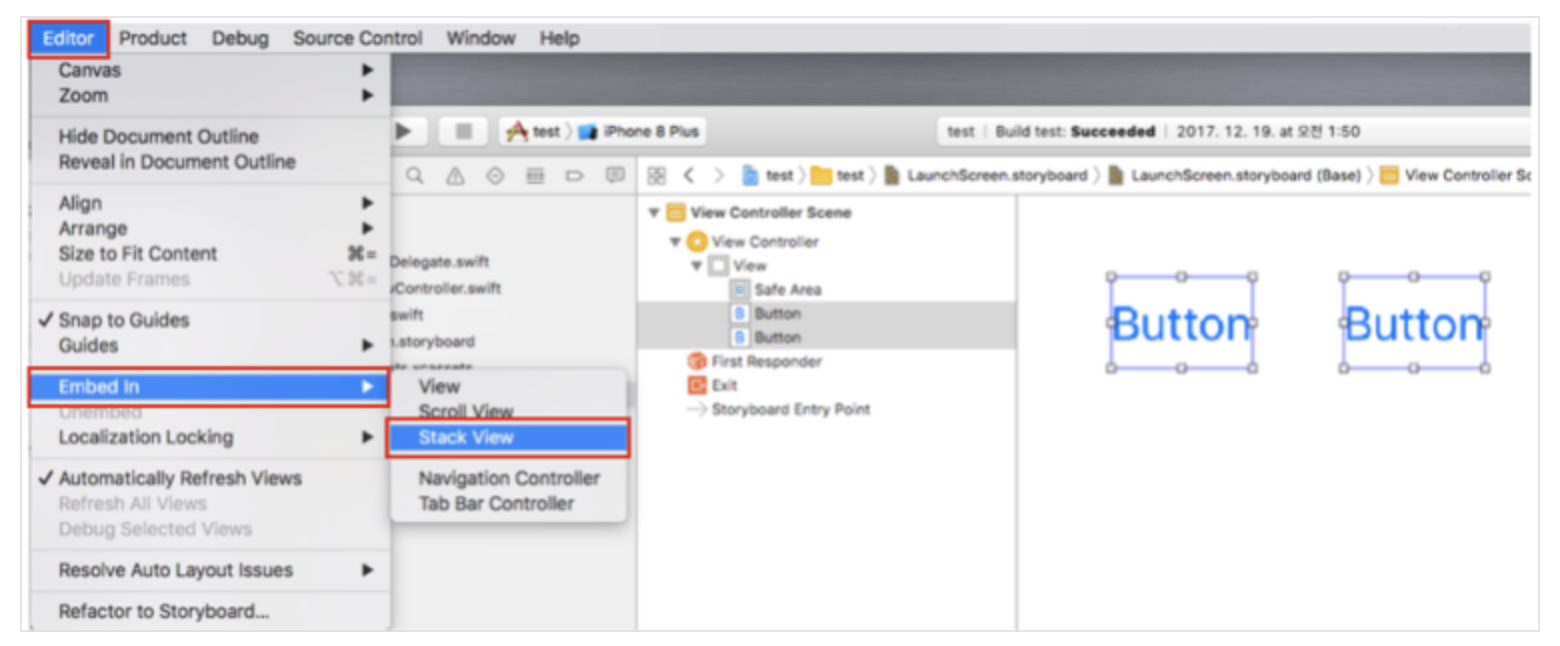 Editor Product Debug Source Control Window Help
Canvas
Zoom
Hide Document Outline
Reveal in Document Outline
Align
Arrange
Size to Fit Content ⌘=
Update Frames ⌥⌘=
✓ Snap to Guides
Guides
Embed In
Unembed
Localization Locking
✓ Automatically Refresh Views
Refresh All Views
Debug Selected Views
Resolve Auto Layout Issues
Refactor to Storyboard...
View
Scroll View
Stack View
Navigation Controller
Tab Bar Controller
test 〉 iPhone 8 Plus
test | Build test: Succeeded | 2017. 12. 19. at 오전 1:50
test 〉 test 〉 LaunchScreen.storyboard 〉 LaunchScreen.storyboard (Base) 〉 View Controller Sc
Delegate.swift
Controller.swift
swift
.storyboard
View Controller Scene
View Controller
View
Safe Area
B Button
B Button
First Responder
Exit
Storyboard Entry Point
Button Button